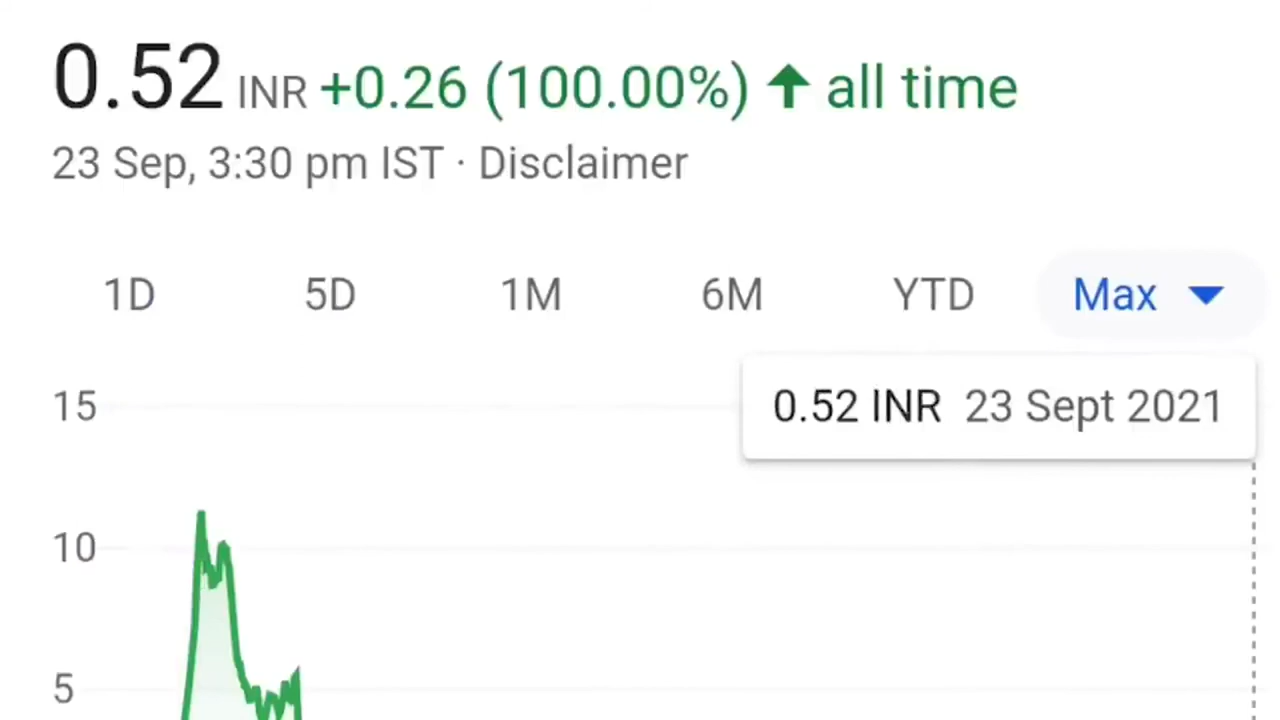 0.52 INR +0.26 (100.00%) ↑ all time
23 Sep, 3:30 pm IST · Disclaimer
1D 5D 1M 6M YTD Max
15
0.52 INR 23 Sept 2021
10
5